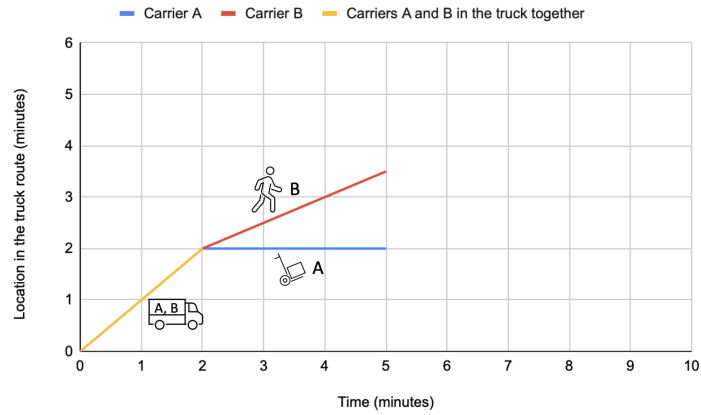 Carrier A Carrier B Carriers A and B in the truck together
6
5
4
3
2
1
0
Location in the truck route (minutes)
B
A
A, B
0 1 2 3 4 5 6 7 8 9 10
Time (minutes)